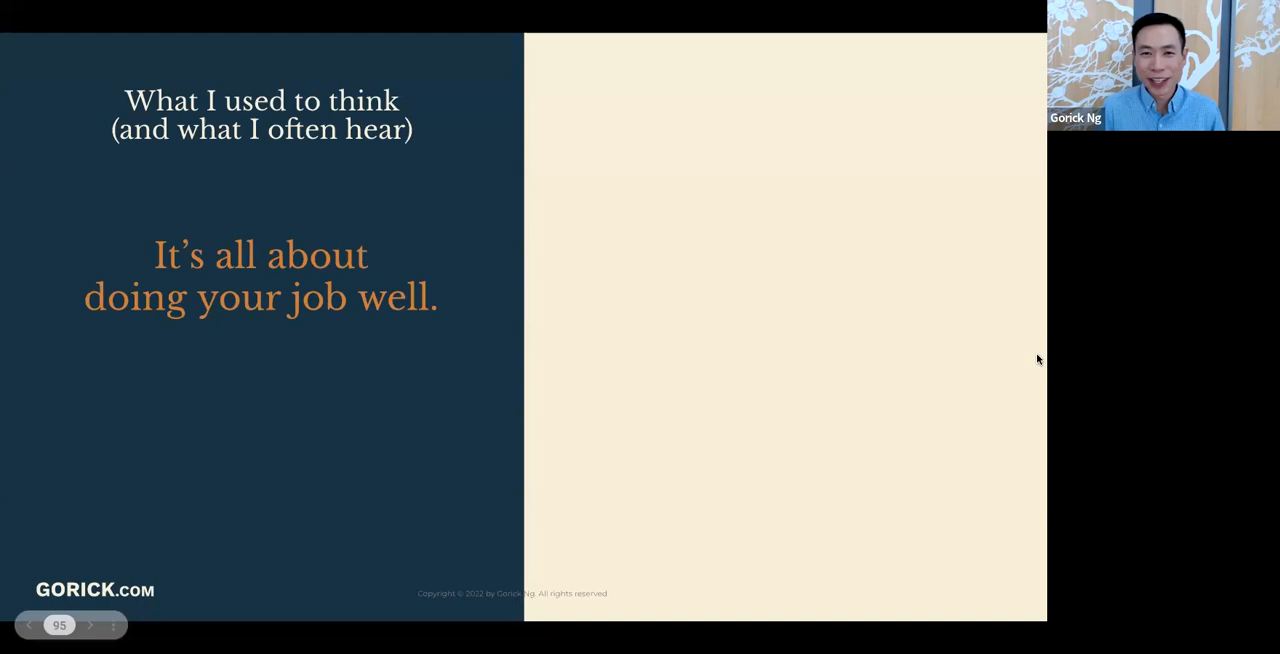 What I used to think
(and what I often hear)
It’s all about
doing your job well.
GORICK.COM
Copyright © 2022 by Gorick Ng. All rights reserved
95
Gorick Ng